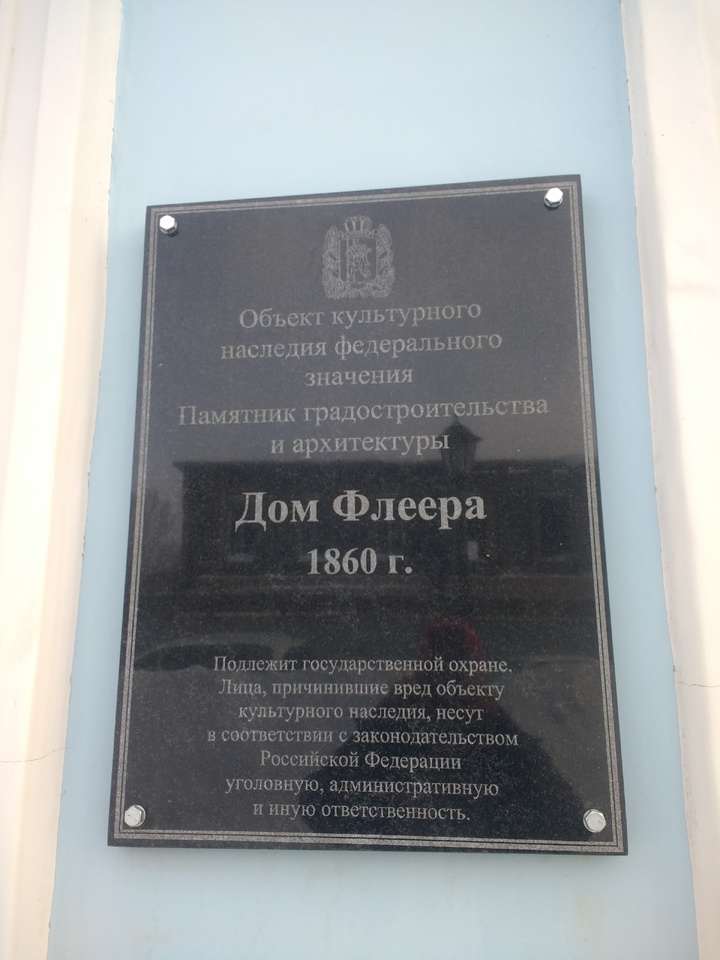 Объект культурного
наследия федерального
значения
Памятник градостроительства
и архитектуры
Дом Флеера
1860 г.
Подлежит государственной охране.
Лица, причинившие вред объекту
культурного наследия, несут
в соответствии с законодательством
Российской Федерации
уголовную, административную
и иную ответственность.